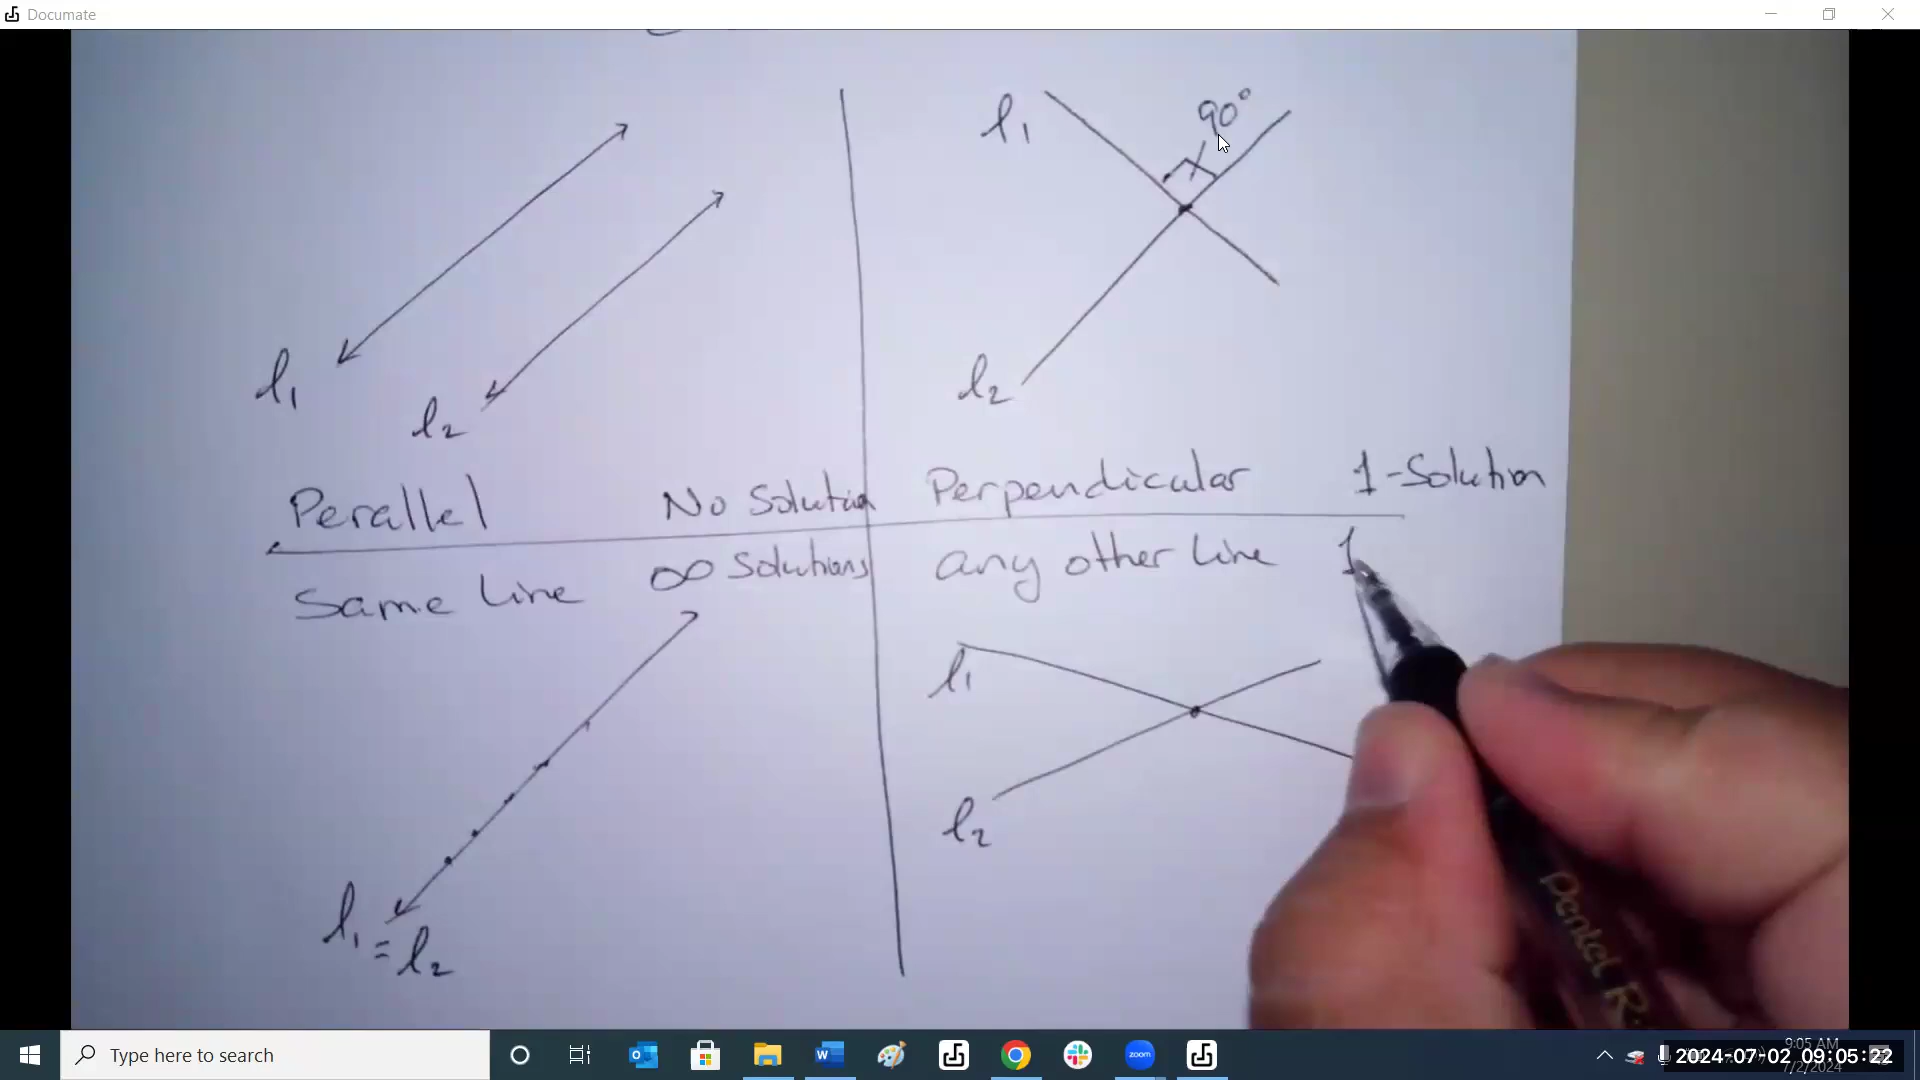 Documate
l1
90°
l1
l2
l2
Perallel
No Solution
Perpendicular
1-Solution
Same line
∞ Solutions
any other line
1
l1
l2
l1 = l2
Pentel R.
Type here to search
zoom
9:05 AM
7/2/2024
2024-07-02 09:05:22